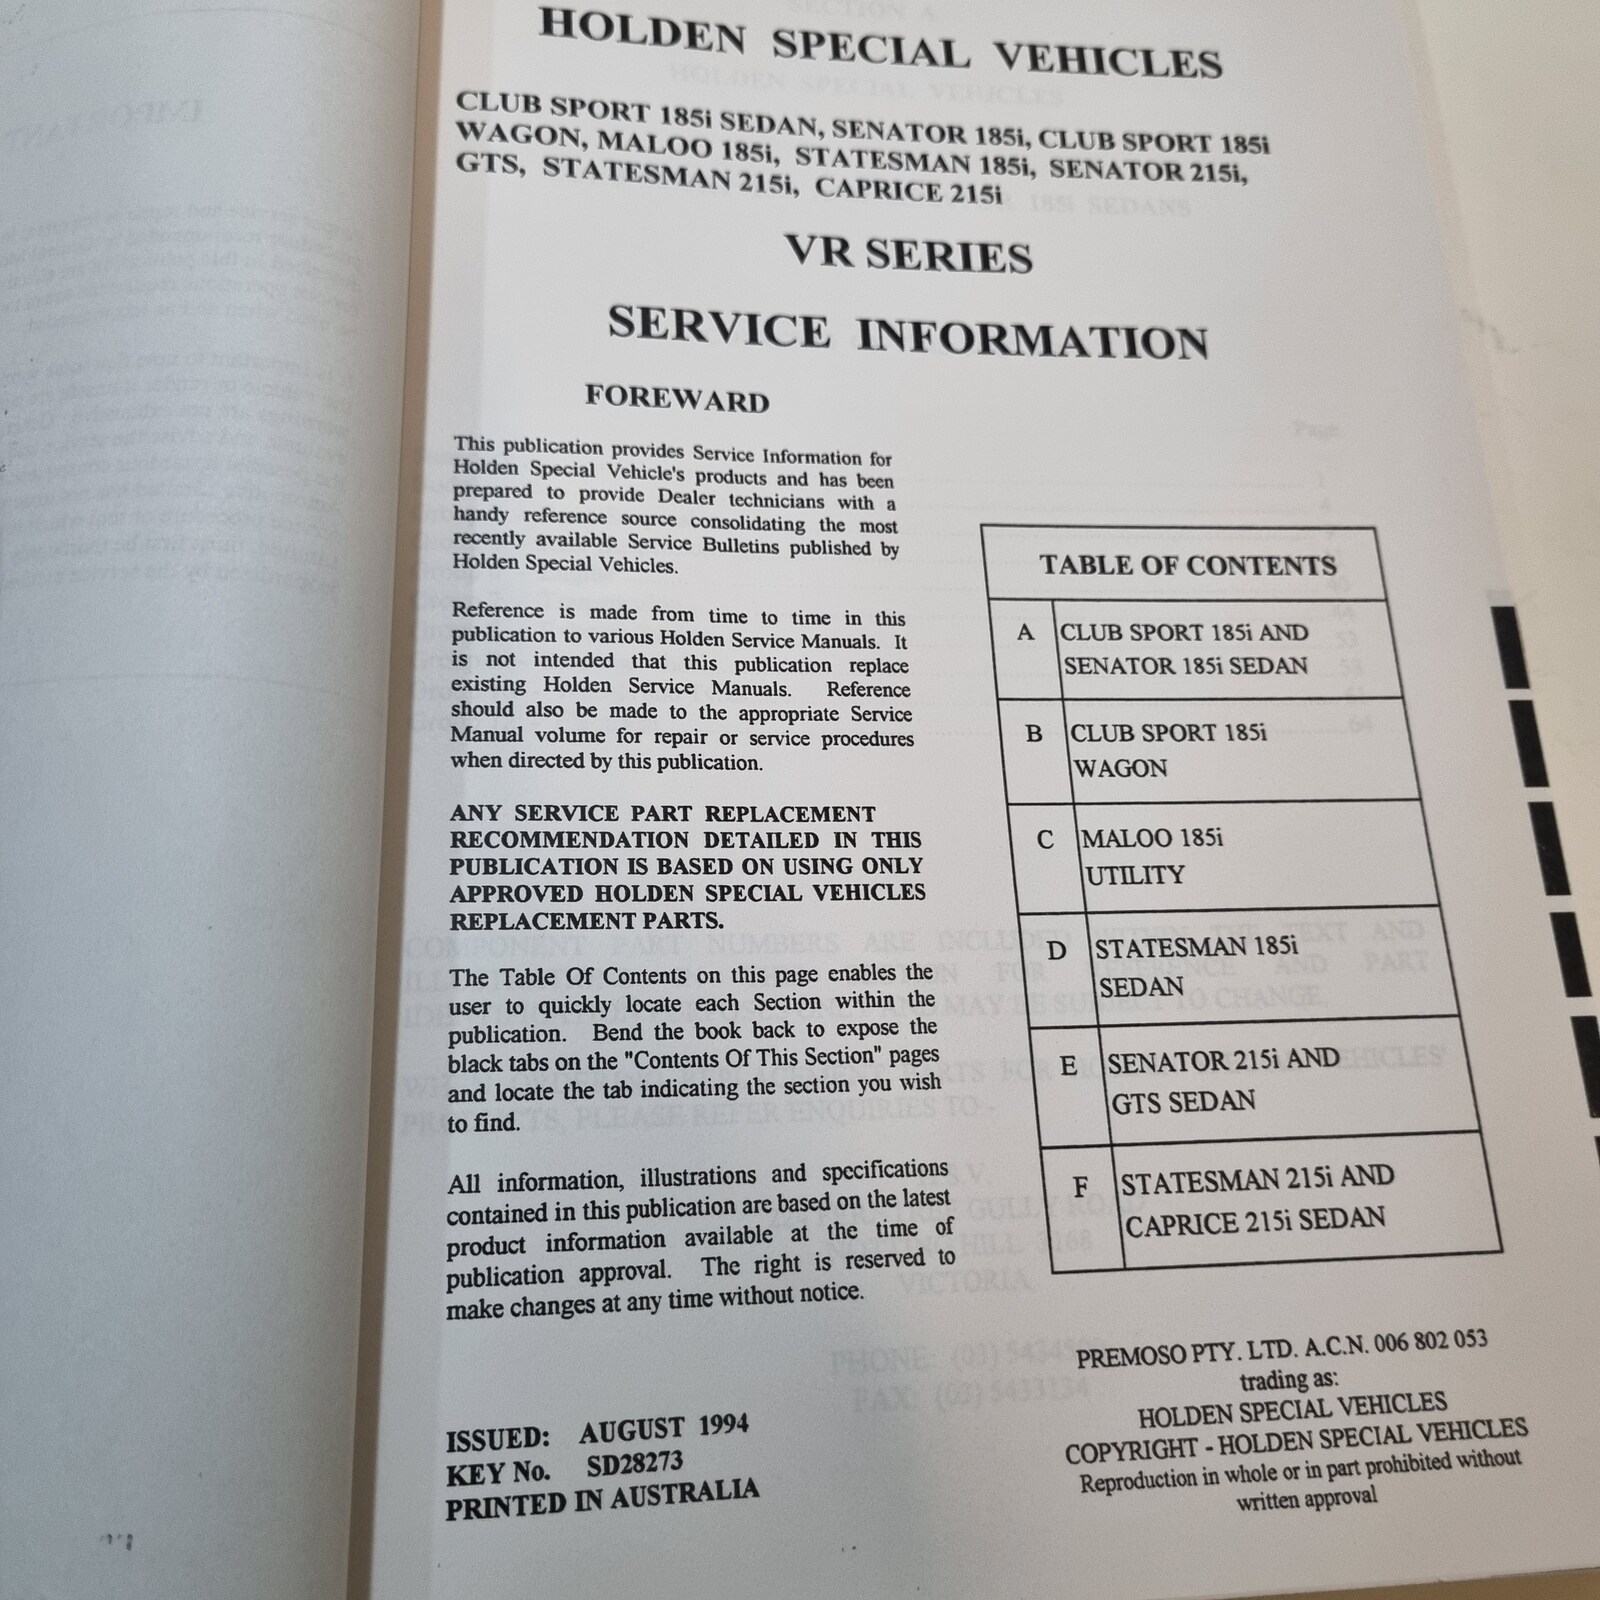 HOLDEN SPECIAL VEHICLES
CLUB SPORT 185i SEDAN, SENATOR 185i, CLUB SPORT 185i
WAGON, MALOO 185i, STATESMAN 185i, SENATOR 215i,
GTS, STATESMAN 215i, CAPRICE 215i
VR SERIES
SERVICE INFORMATION
FOREWARD
This publication provides Service Information for
Holden Special Vehicle's products and has been
prepared to provide Dealer technicians with a
handy reference source consolidating the most
recently available Service Bulletins published by
Holden Special Vehicles.
Reference is made from time to time in this
publication to various Holden Service Manuals. It
is not intended that this publication replace
existing Holden Service Manuals. Reference
should also be made to the appropriate Service
Manual volume for repair or service procedures
when directed by this publication.
ANY SERVICE PART REPLACEMENT
RECOMMENDATION DETAILED IN THIS
PUBLICATION IS BASED ON USING ONLY
APPROVED HOLDEN SPECIAL VEHICLES
REPLACEMENT PARTS.
The Table Of Contents on this page enables the
user to quickly locate each Section within the
publication. Bend the book back to expose the
black tabs on the "Contents Of This Section" pages
and locate the tab indicating the section you wish
to find.
All information, illustrations and specifications
contained in this publication are based on the latest
product information available at the time of
publication approval. The right is reserved to
make changes at any time without notice.
TABLE OF CONTENTS
A CLUB SPORT 185i AND
SENATOR 185i SEDAN
B CLUB SPORT 185i
WAGON
C MALOO 185i
UTILITY
D STATESMAN 185i
SEDAN
E SENATOR 215i AND
GTS SEDAN
F STATESMAN 215i AND
CAPRICE 215i SEDAN
ISSUED: AUGUST 1994
KEY No. SD28273
PRINTED IN AUSTRALIA
PREMOSO PTY. LTD. A.C.N. 006 802 053
trading as:
HOLDEN SPECIAL VEHICLES
COPYRIGHT - HOLDEN SPECIAL VEHICLES
Reproduction in whole or in part prohibited without
written approval